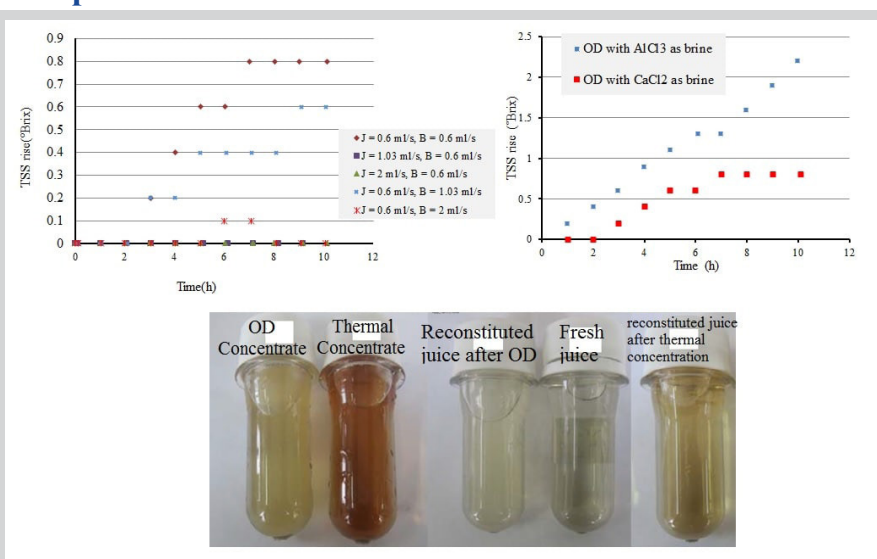 0.9
0.8
0.7
0.6
0.5
0.4
0.3
0.2
0.1
0
TSS rise(°Brix)
0 2 4 6 8 10 12
Time(h)
J = 0.6 ml/s, B = 0.6 ml/s
J = 1.03 ml/s, B = 0.6 ml/s
J = 2 ml/s, B = 0.6 ml/s
J = 0.6 ml/s, B = 1.03 ml/s
J = 0.6 ml/s, B = 2 ml/s
2.5
2
1.5
1
0.5
0
TSS rise (°Brix)
OD with AlCl3 as brine
OD with CaCl2 as brine
0 2 4 6 8 10 12
Time (h)
OD
Concentrate
Thermal
Concentrate
Reconstituted
juice after OD
Fresh
juice
reconstituted juice
after thermal
concentration